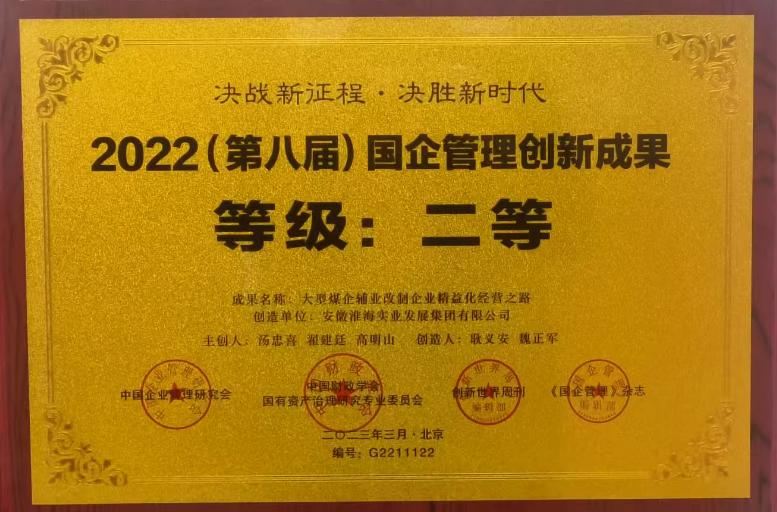 决战新征程·决胜新时代
2022(第八届)国企管理创新成果
等级：二等
成果名称：大型煤企辅业改制企业精益化经营之路
创造单位：安徽淮海实业发展集团有限公司
主创人：汤忠喜 翟建廷 高明山 创造人：耿义安 魏正军
中国企业管理研究会
中国财政学会
国有资产治理研究专业委员会
创新世界周刊
《国企管理》杂志
二〇二三年三月·北京
编号：G2211122